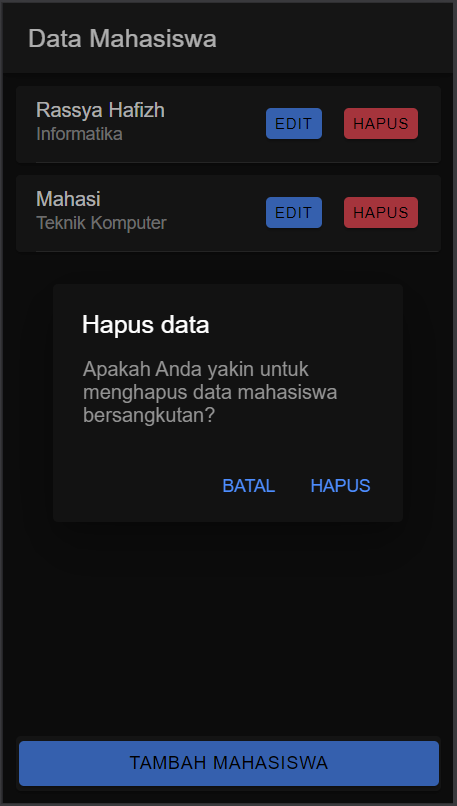 Data Mahasiswa
Rassya Hafizh
Informatika
EDIT
HAPUS
Mahasi
Teknik Komputer
EDIT
HAPUS
Hapus data
Apakah Anda yakin untuk
menghapus data mahasiswa
bersangkutan?
BATAL
HAPUS
TAMBAH MAHASISWA